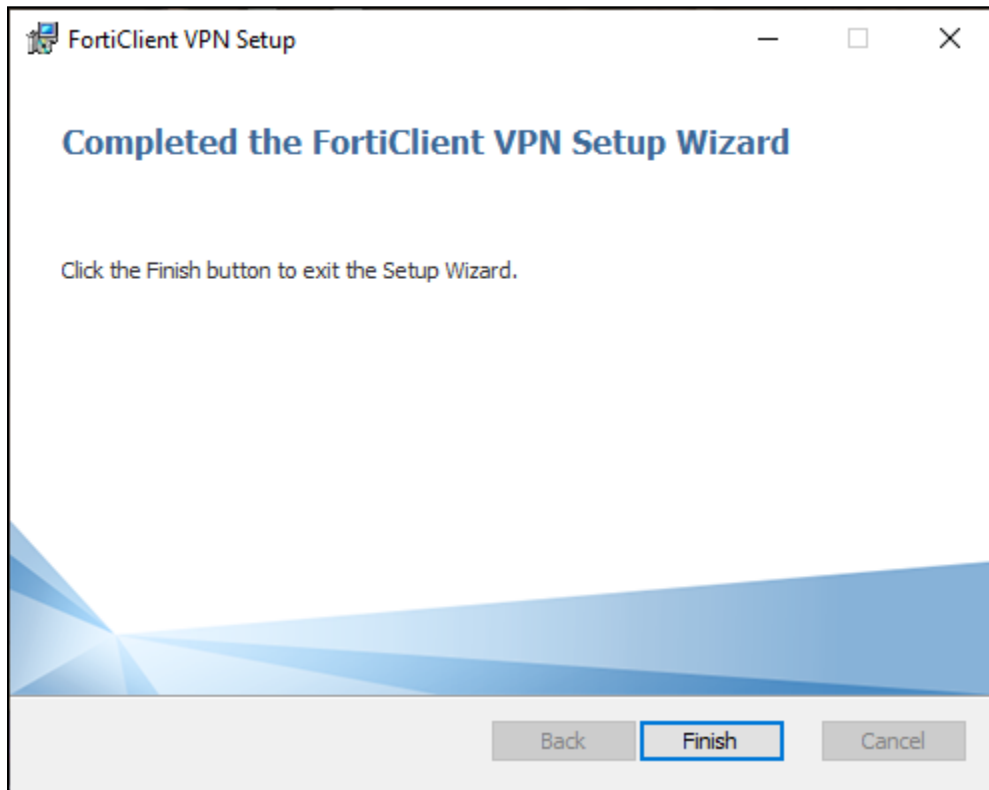 FortiClient VPN Setup
Completed the FortiClient VPN Setup Wizard
Click the Finish button to exit the Setup Wizard.
Back Finish Cancel